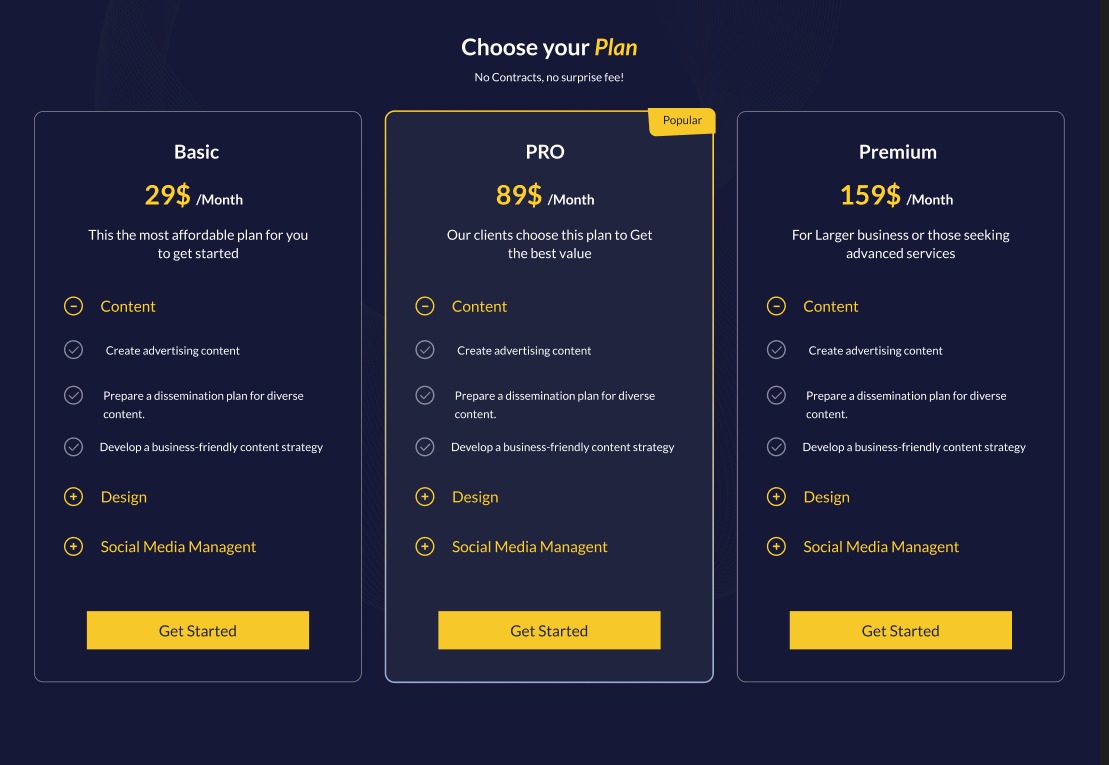 Choose your Plan
No Contracts, no surprise fee!
Basic
29$ /Month
This the most affordable plan for you
to get started
Content
Create advertising content
Prepare a dissemination plan for diverse
content.
Develop a business-friendly content strategy
Design
Social Media Managent
Get Started
Popular
PRO
89$ /Month
Our clients choose this plan to Get
the best value
Content
Create advertising content
Prepare a dissemination plan for diverse
content.
Develop a business-friendly content strategy
Design
Social Media Managent
Get Started
Premium
159$ /Month
For Larger business or those seeking
advanced services
Content
Create advertising content
Prepare a dissemination plan for diverse
content.
Develop a business-friendly content strategy
Design
Social Media Managent
Get Started